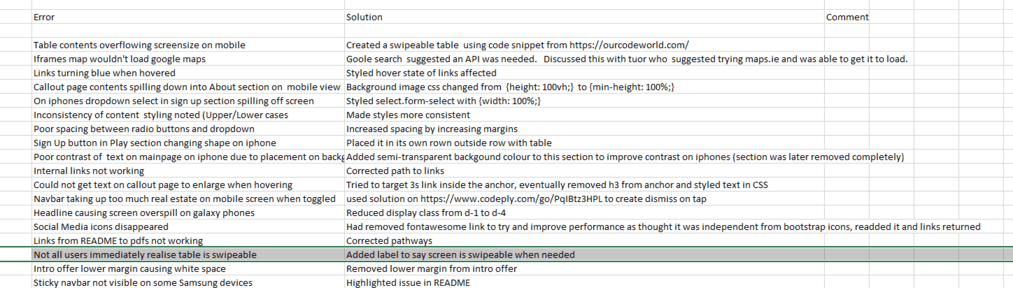 Error Solution Comment
Table contents overflowing screensize on mobile Created a swipeable table using code snippet from https://ourcodeworld.com/
Iframes map wouldn't load google maps Goole search suggested an API was needed. Discussed this with tuor who suggested trying maps.ie and was able to get it to load.
Links turning blue when hovered Styled hover state of links affected
Callout page contents spilling down into About section on mobile view Background image css changed from {height: 100vh;} to {min-height: 100%;}
On iphones dropdown select in sign up section spilling off screen Styled select.form-select with {width: 100%;}
Inconsistency of content styling noted (Upper/Lower cases Made styles more consistent
Poor spacing between radio buttons and dropdown Increased spacing by increasing margins
Sign Up button in Play section changing shape on iphone Placed it in its own rown outside row with table
Poor contrast of text on mainpage on iphone due to placement on backg Added semi-transparent backgound colour to this section to improve contrast on iphones (section was later removed completely)
Internal links not working Corrected path to links
Could not get text on callout page to enlarge when hovering Tried to target 3s link inside the anchor, eventually removed h3 from anchor and styled text in CSS
Navbar taking up too much real estate on mobile screen when toggled used solution on https://www.codeply.com/go/PqIBtz3HPL to create dismiss on tap
Headline causing screen overspill on galaxy phones Reduced display class from d-1 to d-4
Social Media icons disappeared Had removed fontawesome link to try and improve performance as thought it was independent from bootstrap icons, readded it and links returned
Links from README to pdfs not working Corrected pathways
Not all users immediately realise table is swipeable Added label to say screen is swipeable when needed
Intro offer lower margin causing white space Removed lower margin from intro offer
Sticky navbar not visible on some Samsung devices Highlighted issue in README